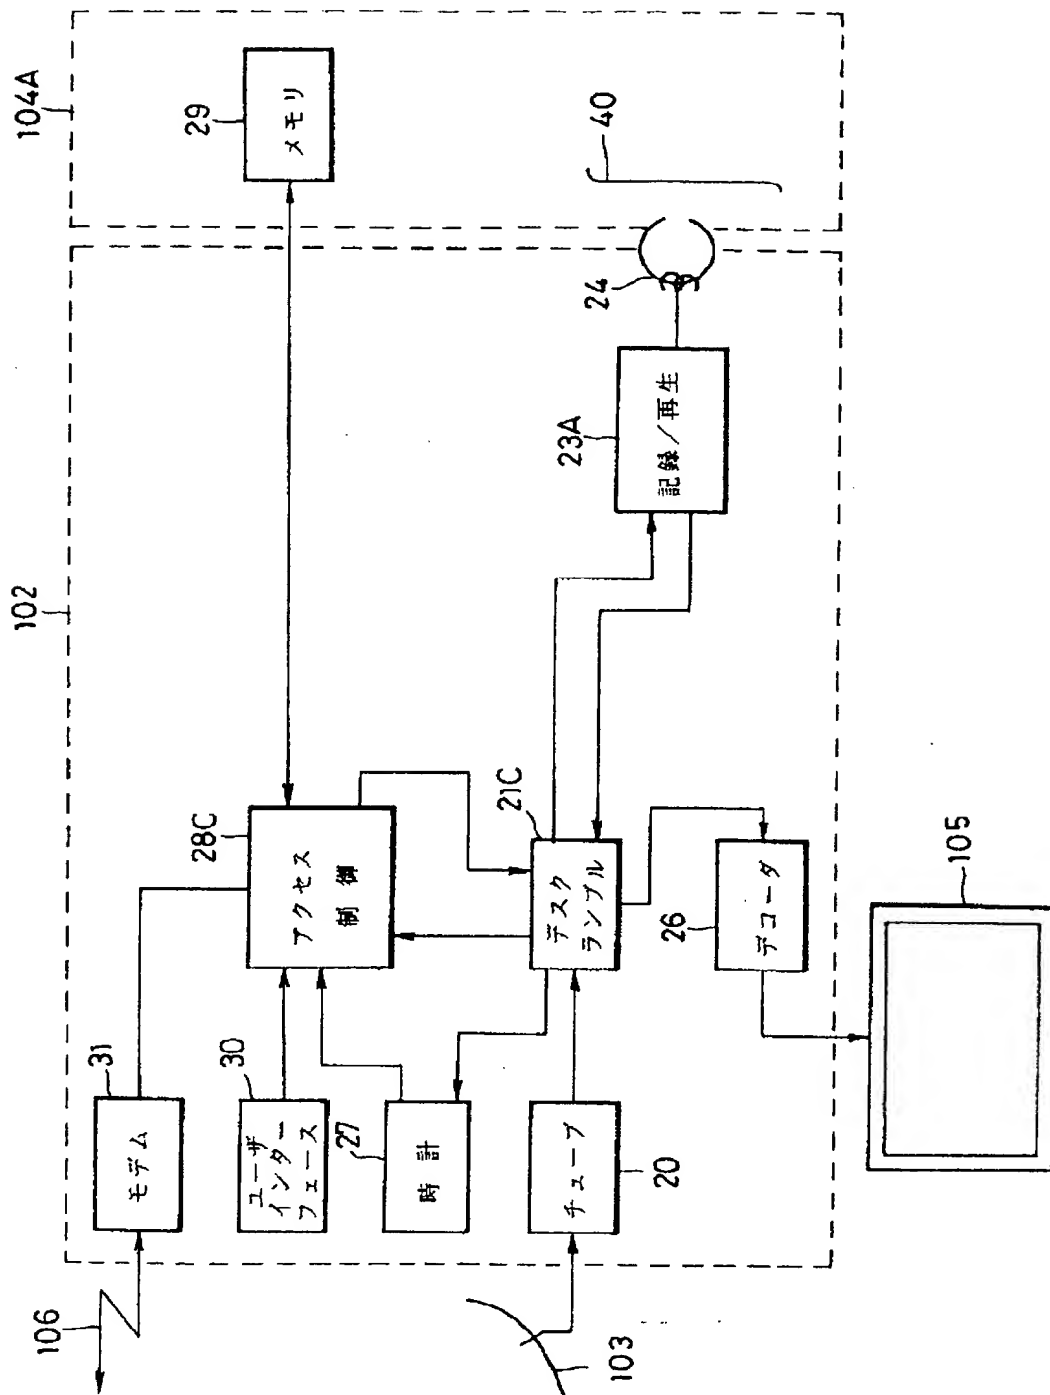 102
104A
106
31
モデム
29
メモリ
28C
アクセス
制御
30
ユーザ
インター
フェース
27
時計
21C
デスク
ランブル
20
チューブ
23A
記録/再生
24
40
26
デコーダ
103
105